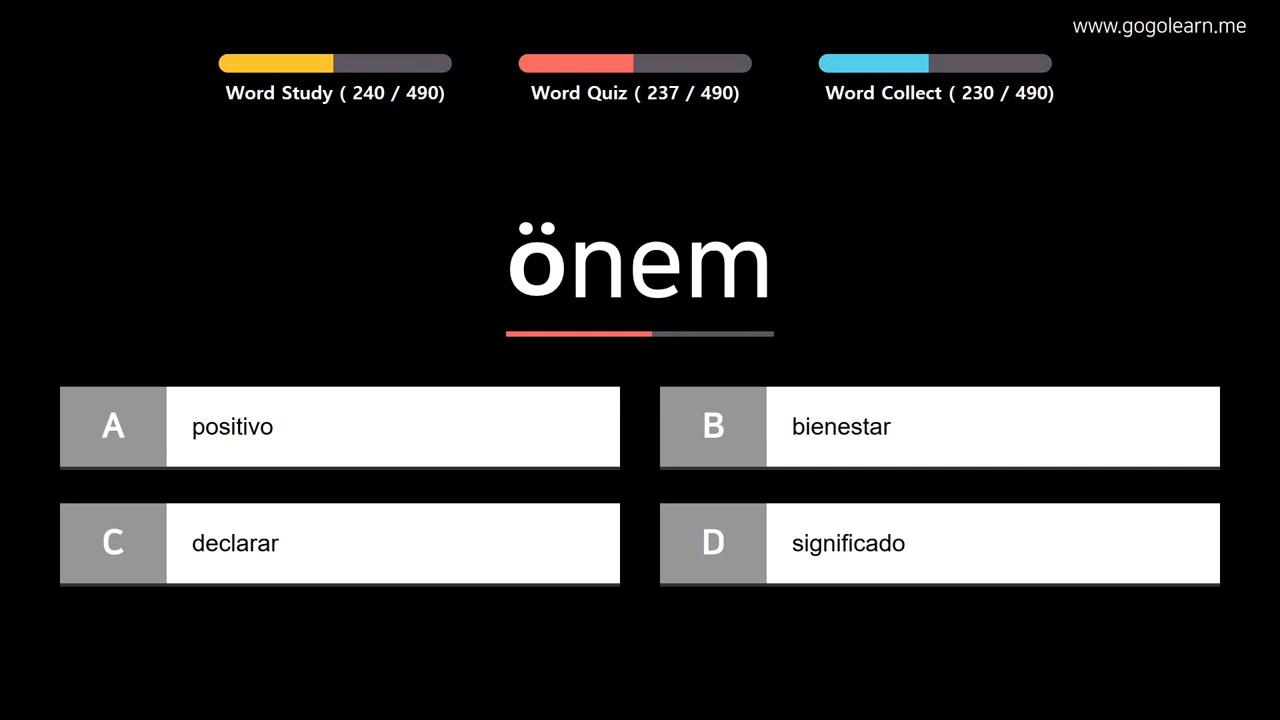 www.gogolearn.me
Word Study ( 240 / 490)
Word Quiz ( 237 / 490)
Word Collect ( 230 / 490)
önem
A positivo
B bienestar
C declarar
D significado